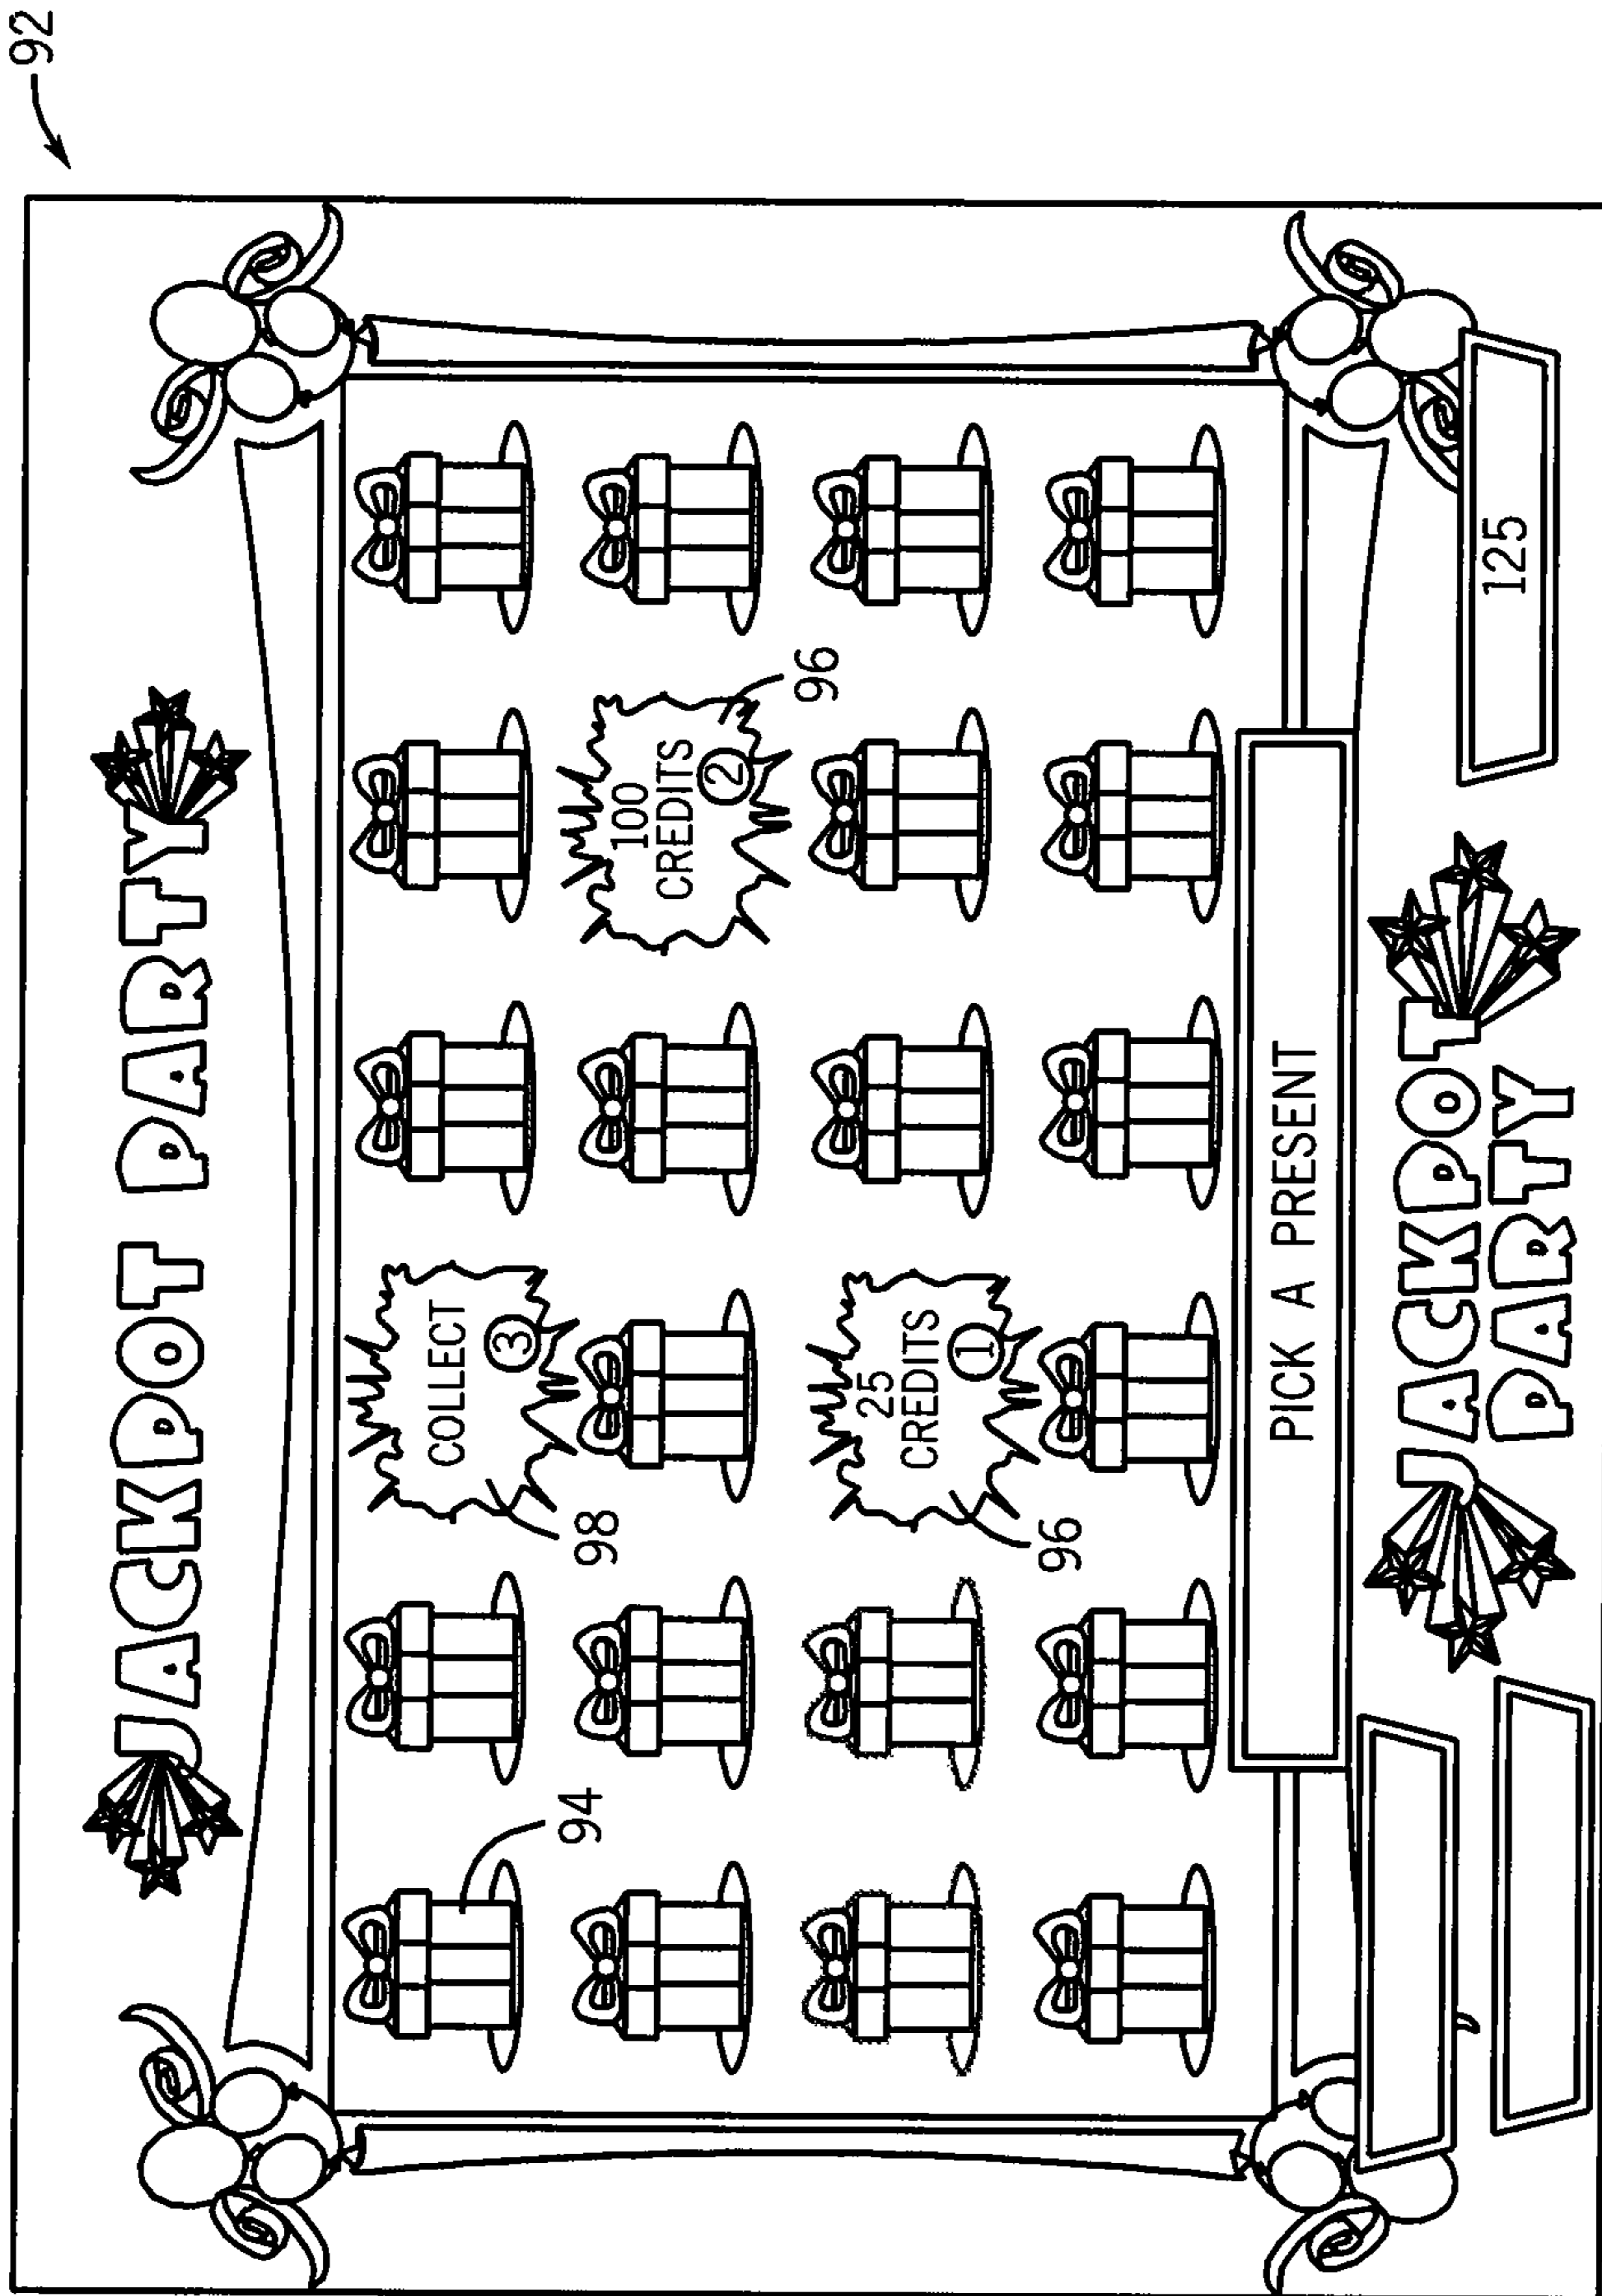 92
JACKPOT PARTY
94
COLLECT
3
98
100
CREDITS
2
96
25
CREDITS
1
96
PICK A PRESENT
JACKPOT
PARTY
125